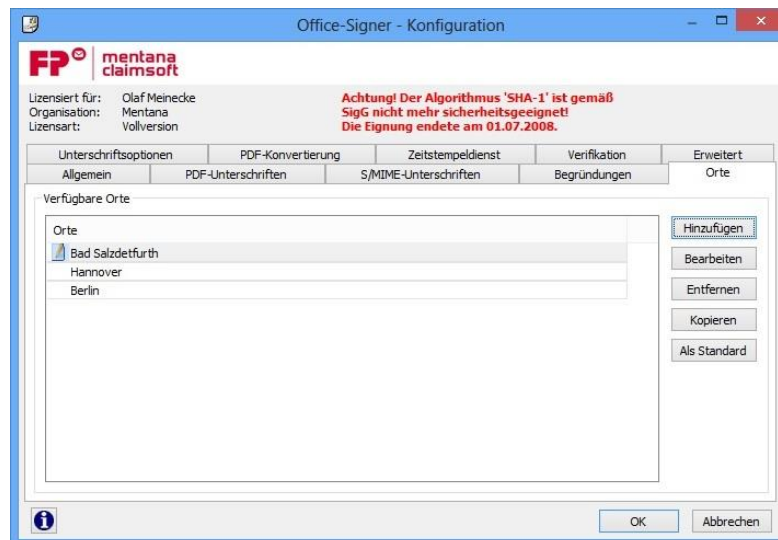 Office-Signer - Konfiguration
FP mentana
claimsoft
Lizensiert für: Olaf Meinecke
Organisation: Mentana
Lizensart: Vollversion
Achtung! Der Algorithmus 'SHA-1' ist gemäß
SigG nicht mehr sicherheitsgeeignet!
Die Eignung endete am 01.07.2008.
Unterschriftsoptionen PDF-Konvertierung Zeitstempeldienst Verifikation Erweitert
Allgemein PDF-Unterschriften S/MIME-Unterschriften Begründungen Orte
Verfügbare Orte
Orte
Bad Salzdetfurth
Hannover
Berlin
Hinzufügen
Bearbeiten
Entfernen
Kopieren
Als Standard
OK Abbrechen